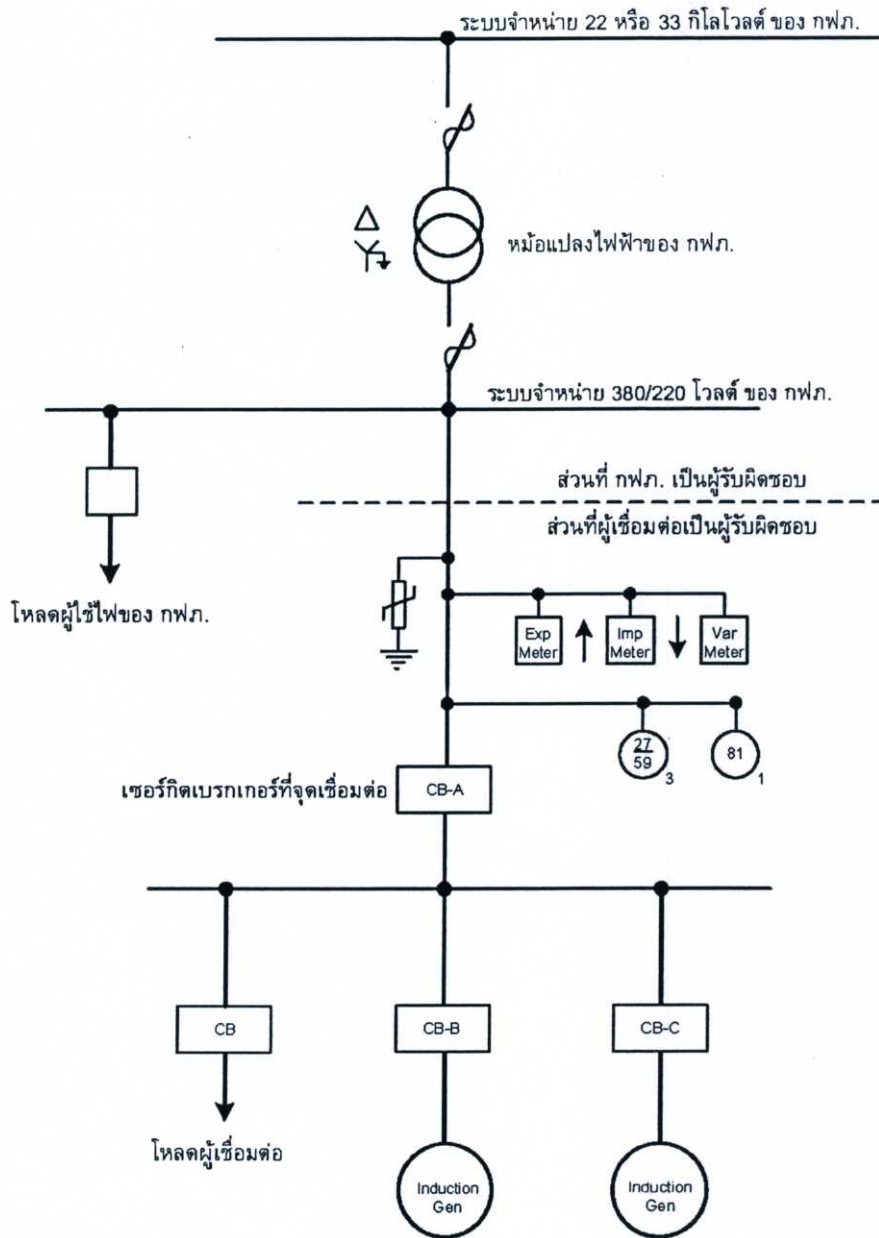 ระบบจำหน่าย 22 หรือ 33 กิโลโวลต์ ของ กฟภ.
หม้อแปลงไฟฟ้าของ กฟภ.
ระบบจำหน่าย 380/220 โวลต์ ของ กฟภ.
ส่วนที่ กฟภ. เป็นผู้รับผิดชอบ
ส่วนที่ผู้เชื่อมต่อเป็นผู้รับผิดชอบ
โหลดผู้ใช้ไฟของ กฟภ.
Exp
Meter
Imp
Meter
Var
Meter
27
59
3
81
1
เซอร์กิตเบรกเกอร์ที่จุดเชื่อมต่อ
CB-A
CB
CB-B
CB-C
โหลดผู้เชื่อมต่อ
Induction
Gen
Induction
Gen